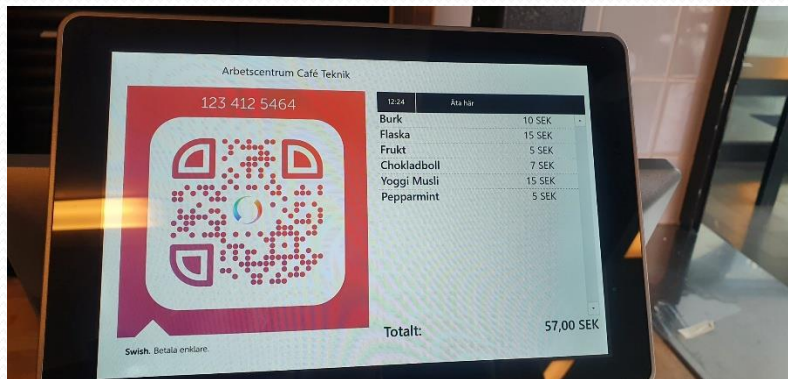 Arbetscentrum Café Teknik
123 412 5464
Swish. Betala enklare.
12:24 Äta här
Burk 10 SEK
Flaska 15 SEK
Frukt 5 SEK
Chokladboll 7 SEK
Yoggi Musli 15 SEK
Pepparmint 5 SEK
Totalt: 57,00 SEK